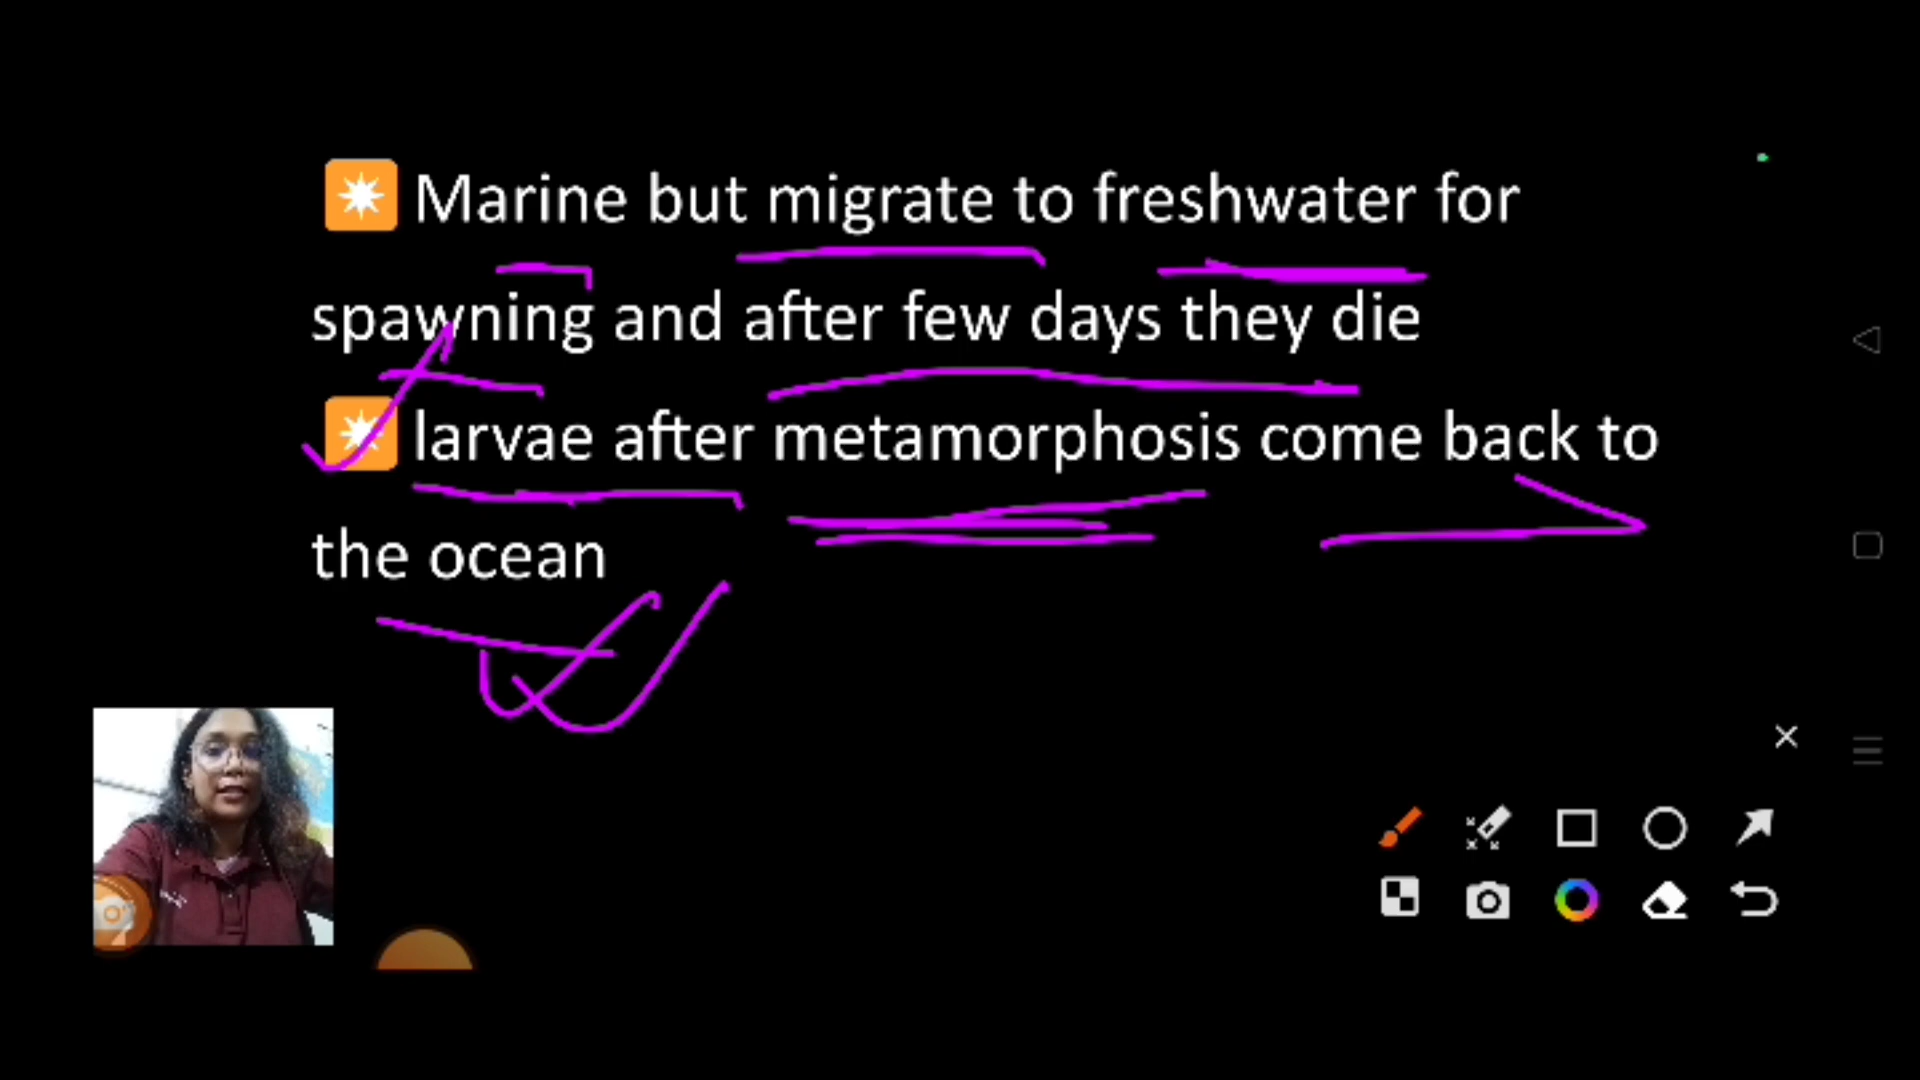 Marine but migrate to freshwater for
spawning and after few days they die
larvae after metamorphosis come back to
the ocean